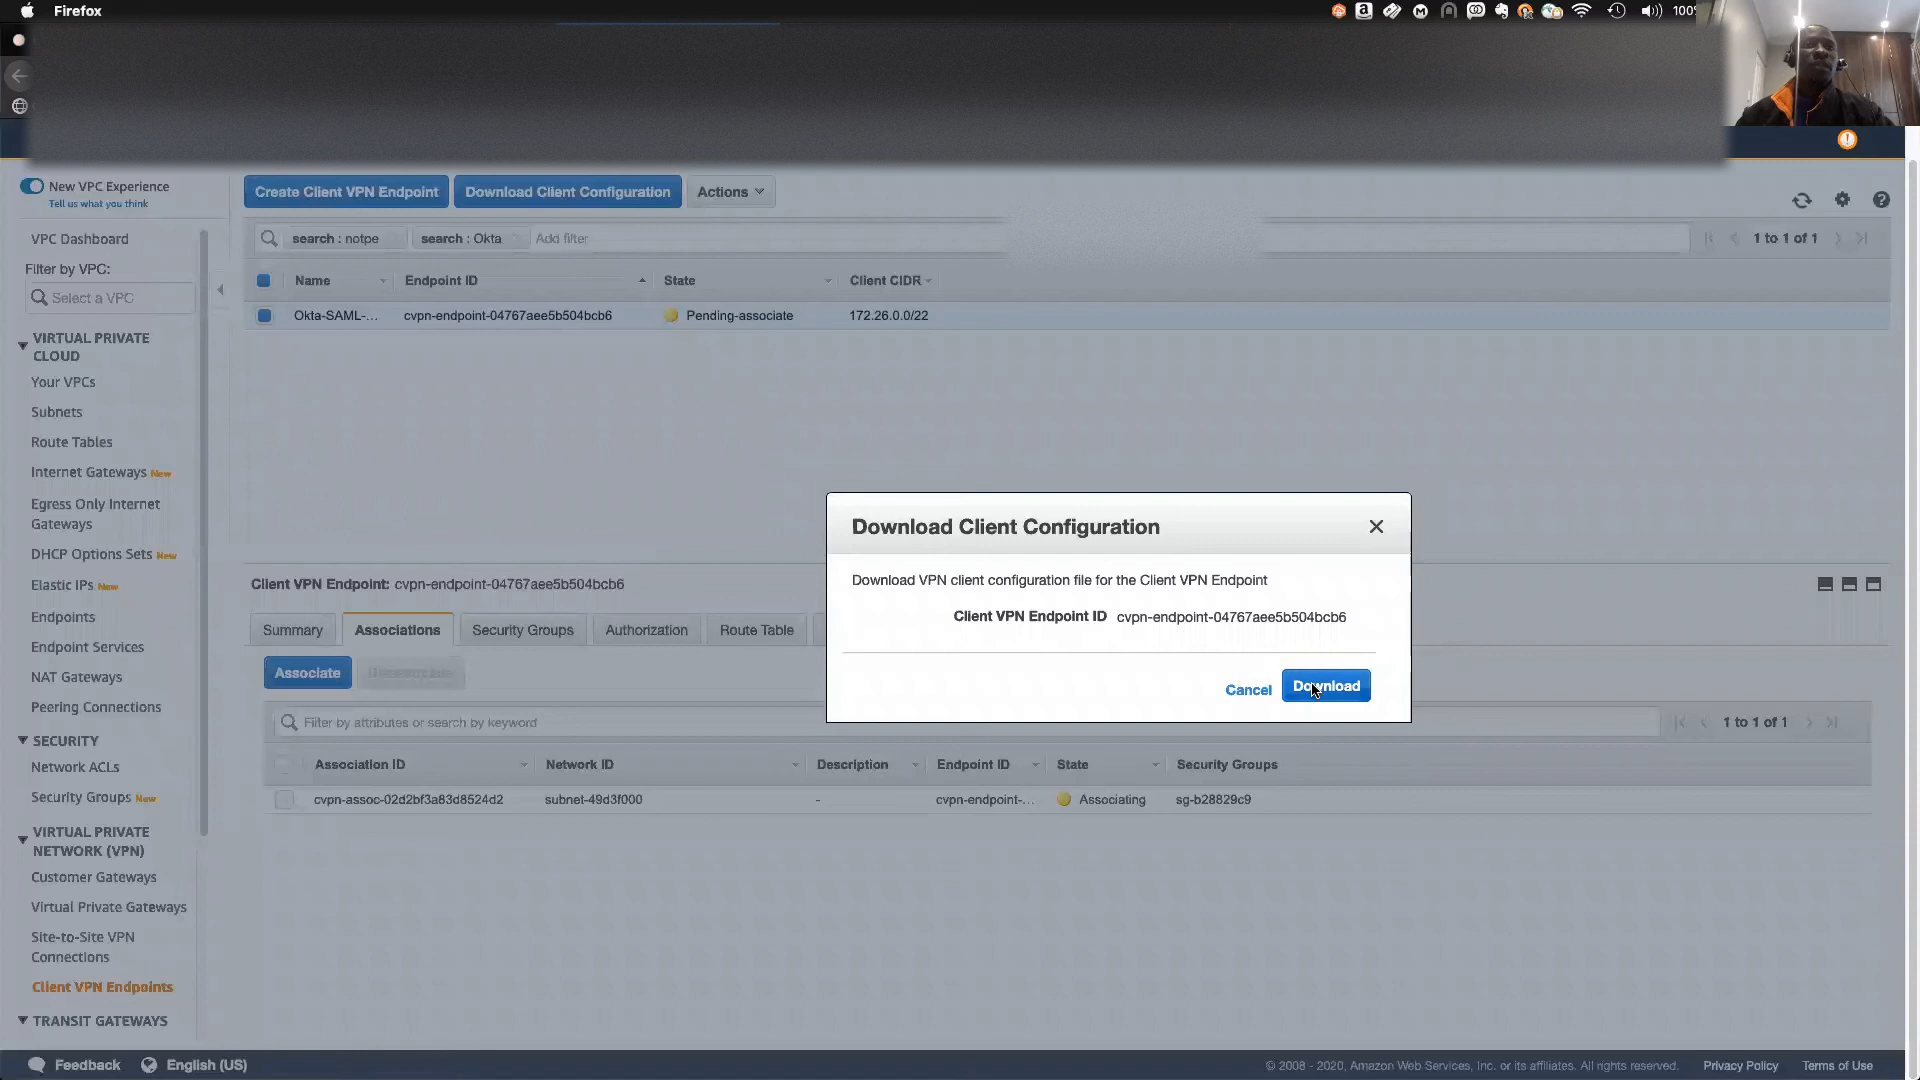 Firefox
100%
New VPC Experience
Tell us what you think
Create Client VPN Endpoint
Download Client Configuration
Actions
VPC Dashboard
Filter by VPC:
Select a VPC
search : notpe
search : Okta
Add filter
1 to 1 of 1
Name
Endpoint ID
State
Client CIDR
Okta-SAML-...
cvpn-endpoint-04767aee5b504bcb6
Pending-associate
172.26.0.0/22
VIRTUAL PRIVATE
CLOUD
Your VPCs
Subnets
Route Tables
Internet Gateways New
Egress Only Internet
Gateways
DHCP Options Sets New
Elastic IPs New
Endpoints
Endpoint Services
NAT Gateways
Peering Connections
SECURITY
Network ACLs
Security Groups New
VIRTUAL PRIVATE
NETWORK (VPN)
Customer Gateways
Virtual Private Gateways
Site-to-Site VPN
Connections
Client VPN Endpoints
TRANSIT GATEWAYS
Download Client Configuration
Download VPN client configuration file for the Client VPN Endpoint
Client VPN Endpoint ID cvpn-endpoint-04767aee5b504bcb6
Cancel
Download
Client VPN Endpoint: cvpn-endpoint-04767aee5b504bcb6
Summary
Associations
Security Groups
Authorization
Route Table
Associate
Filter by attributes or search by keyword
1 to 1 of 1
Association ID
Network ID
Description
Endpoint ID
State
Security Groups
cvpn-assoc-02d2bf3a83d8524d2
subnet-49d3f000
-
cvpn-endpoint-...
Associating
sg-b28829c9
Feedback
English (US)
© 2008 - 2020, Amazon Web Services, Inc. or its affiliates. All rights reserved.
Privacy Policy
Terms of Use